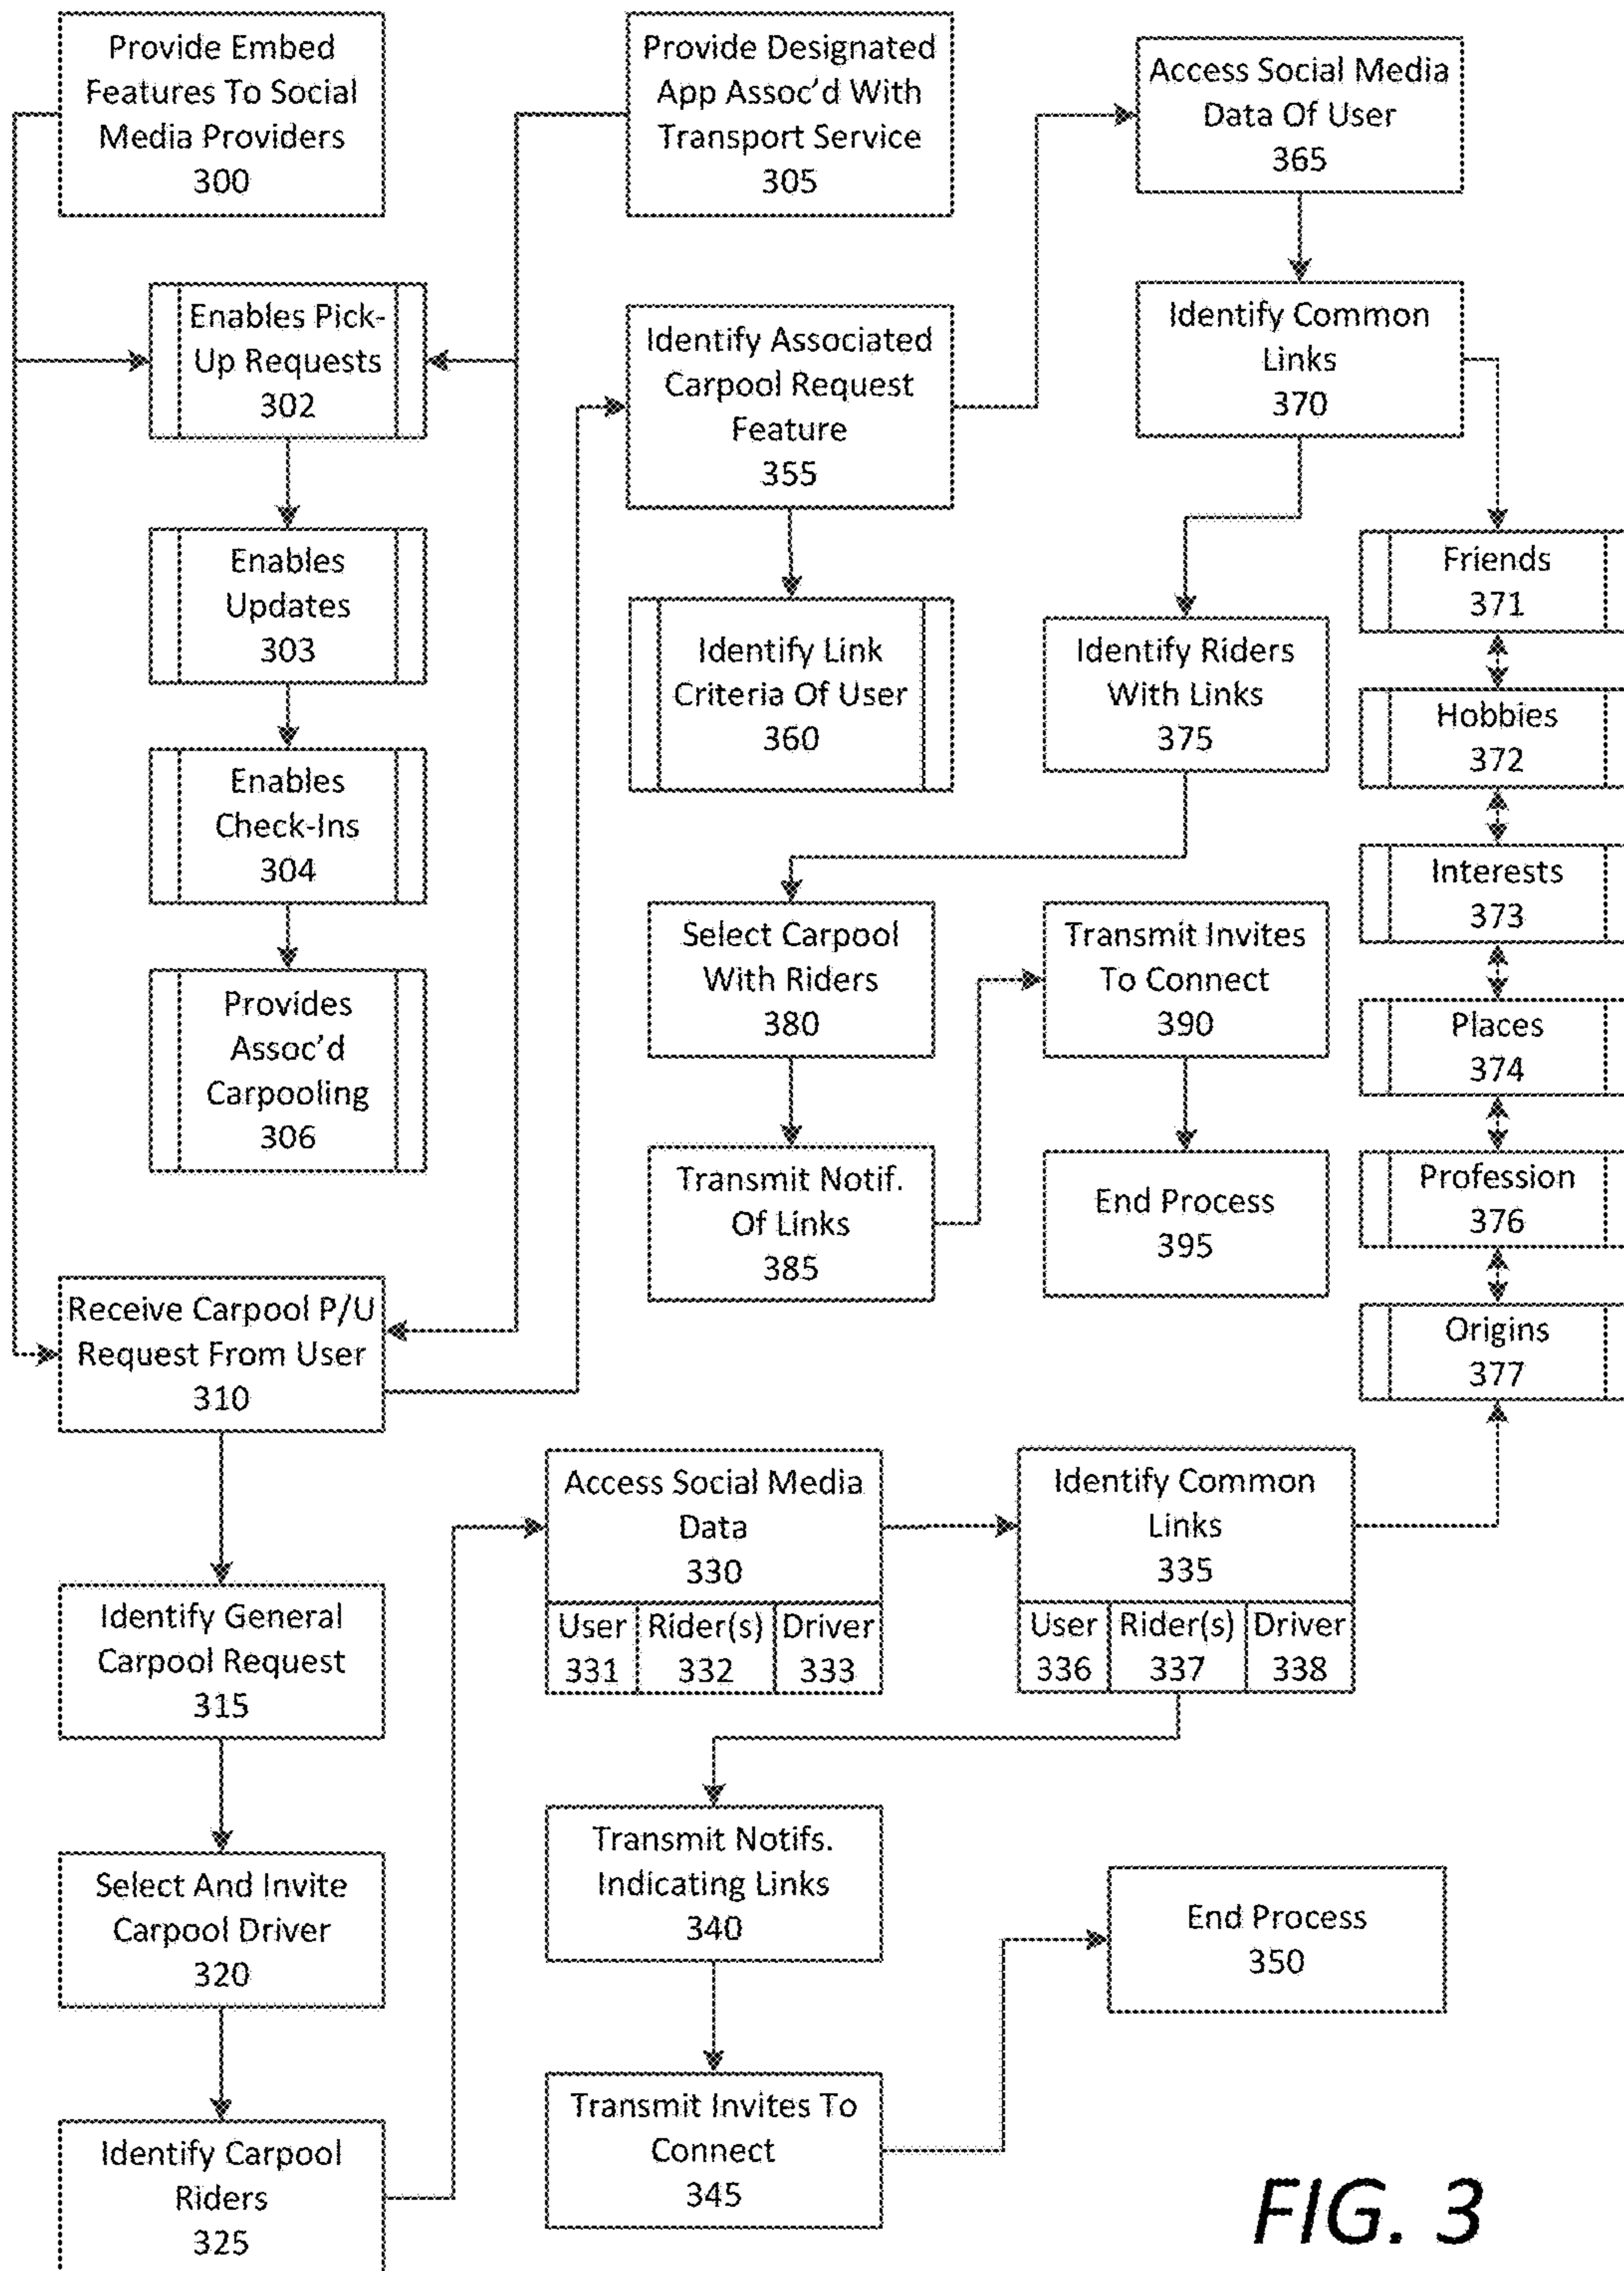 Provide Embed
Features To Social
Media Providers
300
Provide Designated
App Assoc'd With
Transport Service
305
Access Social Media
Data Of User
365
Enables Pick-
Up Requests
302
Identify Associated
Carpool Request
Feature
355
Identify Common
Links
370
Enables
Updates
303
Identify Link
Criteria Of User
360
Identify Riders
With Links
375
Friends
371
Hobbies
372
Interests
373
Places
374
Profession
376
Origins
377
Enables
Check-Ins
304
Select Carpool
With Riders
380
Transmit Invites
To Connect
390
Provides
Assoc'd
Carpooling
306
Transmit Notif.
Of Links
385
End Process
395
Receive Carpool P/U
Request From User
310
Identify General
Carpool Request
315
Select And Invite
Carpool Driver
320
Identify Carpool
Riders
325
Access Social Media
Data
330
User Rider(s) Driver
331 332 333
Identify Common
Links
335
User Rider(s) Driver
336 337 338
Transmit Notifs.
Indicating Links
340
Transmit Invites To
Connect
345
End Process
350
FIG. 3